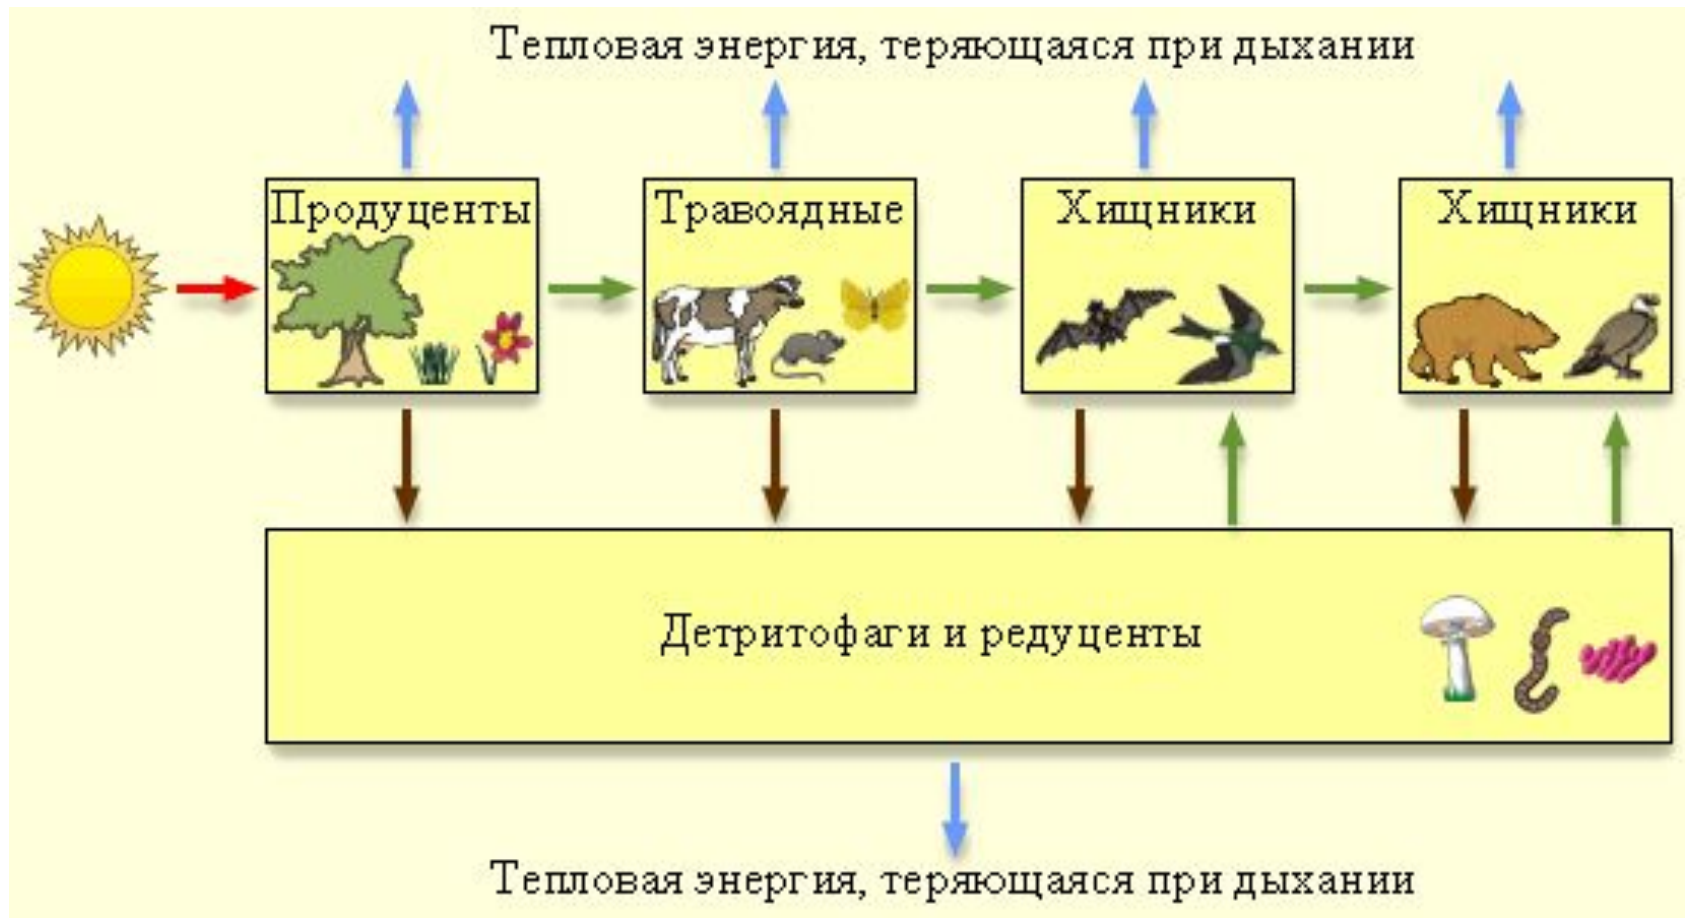 Тепловая энергия, теряющаяся при дыхании
Продуценты
Травоядные
Хищники
Хищники
Детритофаги и редуценты
Тепловая энергия, теряющаяся при дыхании